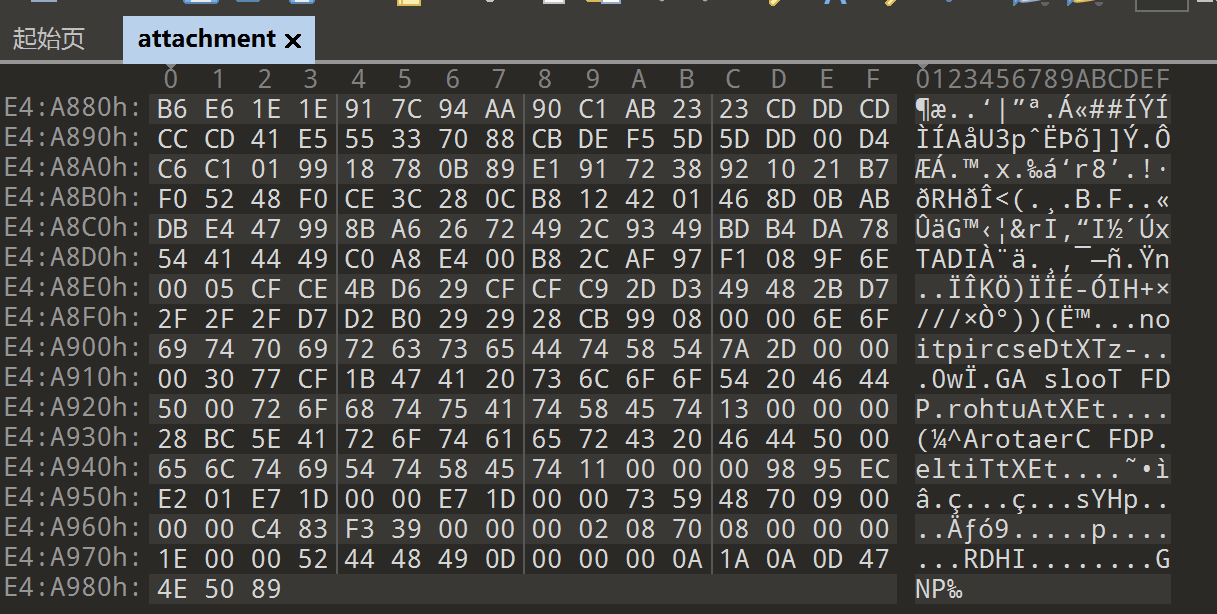 起始页 attachment ×
0 1 2 3 4 5 6 7 8 9 A B C D E F 0123456789ABCDEF
E4:A880h: B6 E6 1E 1E 91 7C 94 AA 90 C1 AB 23 23 CD DD CD ¶æ..‘|”ª.Á«##ÍÝÍ
E4:A890h: CC CD 41 E5 55 33 70 88 CB DE F5 5D 5D DD 00 D4 ÌÍAåU3pˆËÞõ]]Ý.Ô
E4:A8A0h: C6 C1 01 99 18 78 0B 89 E1 91 72 38 92 10 21 B7 ÆÁ.™.x.‰á‘r8’.!·
E4:A8B0h: F0 52 48 F0 CE 3C 28 0C B8 12 42 01 46 8D 0B AB ðRHðÎ<(.¸.B.F..«
E4:A8C0h: DB E4 47 99 8B A6 26 72 49 2C 93 49 BD B4 DA 78 ÛäG™‹¦&rI,“I½´Úx
E4:A8D0h: 54 41 44 49 C0 A8 E4 00 B8 2C AF 97 F1 08 9F 6E TADIÀ¨ä.¸,¯—ñ.Ÿn
E4:A8E0h: 00 05 CF CE 4B D6 29 CF CF C9 2D D3 49 48 2B D7 ..ÏÎKÖ)ÏÏÉ-ÓIH+×
E4:A8F0h: 2F 2F 2F D7 D2 B0 29 29 28 CB 99 08 00 00 6E 6F ///×Ò°))(Ë™...no
E4:A900h: 69 74 70 69 72 63 73 65 44 74 58 54 7A 2D 00 00 itpircseDtXTz-..
E4:A910h: 00 30 77 CF 1B 47 41 20 73 6C 6F 6F 54 20 46 44 .0wÏ.GA slooT FD
E4:A920h: 50 00 72 6F 68 74 75 41 74 58 45 74 13 00 00 00 P.rohtuAtXEt....
E4:A930h: 28 BC 5E 41 72 6F 74 61 65 72 43 20 46 44 50 00 (¼^ArotaerC FDP.
E4:A940h: 65 6C 74 69 54 74 58 45 74 11 00 00 00 98 95 EC eltiTtXEt....˜•ì
E4:A950h: E2 01 E7 1D 00 00 E7 1D 00 00 73 59 48 70 09 00 â.ç...ç...sYHp..
E4:A960h: 00 00 C4 83 F3 39 00 00 00 02 08 70 08 00 00 00 ..Äƒó9.....p....
E4:A970h: 1E 00 00 52 44 48 49 0D 00 00 00 0A 1A 0A 0D 47 ...RDHI........G
E4:A980h: 4E 50 89 NP‰